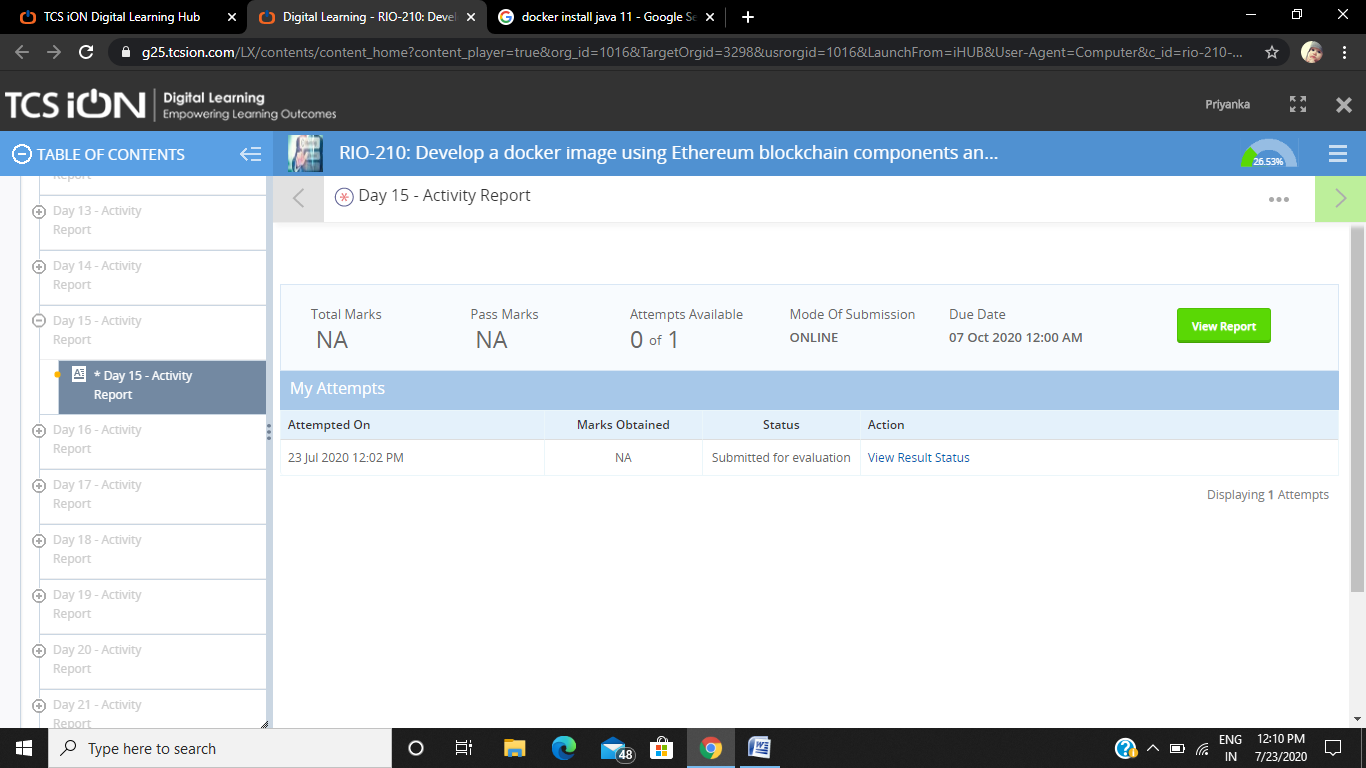 TCS iON Digital Learning Hub
Digital Learning - RIO-210: Devel
docker install java 11 - Google Se
g25.tcsion.com/LX/contents/content_home?content_player=true&org_id=1016&TargetOrgid=3298&usrorgid=1016&LaunchFrom=iHUB&User-Agent=Computer&c_id=rio-210-...
TCS iON
Digital Learning
Empowering Learning Outcomes
Priyanka
TABLE OF CONTENTS
RIO-210: Develop a docker image using Ethereum blockchain components an...
26.53%
Report
Day 13 - Activity
Report
Day 14 - Activity
Report
Day 15 - Activity
Report
* Day 15 - Activity
Report
Day 16 - Activity
Report
Day 17 - Activity
Report
Day 18 - Activity
Report
Day 19 - Activity
Report
Day 20 - Activity
Report
Day 21 - Activity
Report
Day 15 - Activity Report
Total Marks
NA
Pass Marks
NA
Attempts Available
0 of 1
Mode Of Submission
ONLINE
Due Date
07 Oct 2020 12:00 AM
View Report
My Attempts
Attempted On Marks Obtained Status Action
23 Jul 2020 12:02 PM NA Submitted for evaluation View Result Status
Displaying 1 Attempts
Type here to search
48
ENG
IN
12:10 PM
7/23/2020